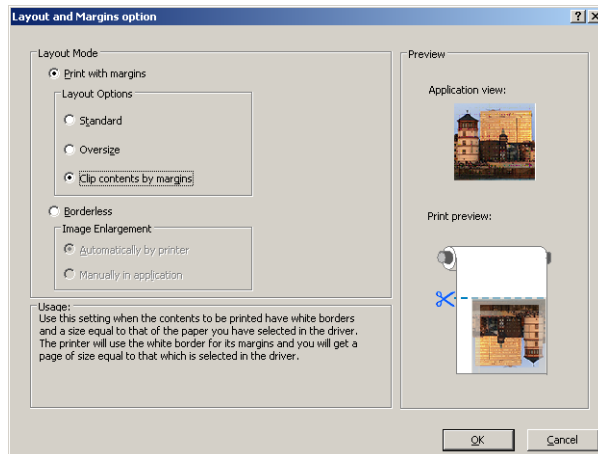 Layout and Margins option
Layout Mode
Print with margins
Layout Options
Standard
Oversize
Clip contents by margins
Borderless
Image Enlargement
Automatically by printer
Manually in application
Usage:
Use this setting when the contents to be printed have white borders
and a size equal to that of the paper you have selected in the driver.
The printer will use the white border for its margins and you will get a
page of size equal to that which is selected in the driver.
Preview
Application view:
Print preview:
OK
Cancel